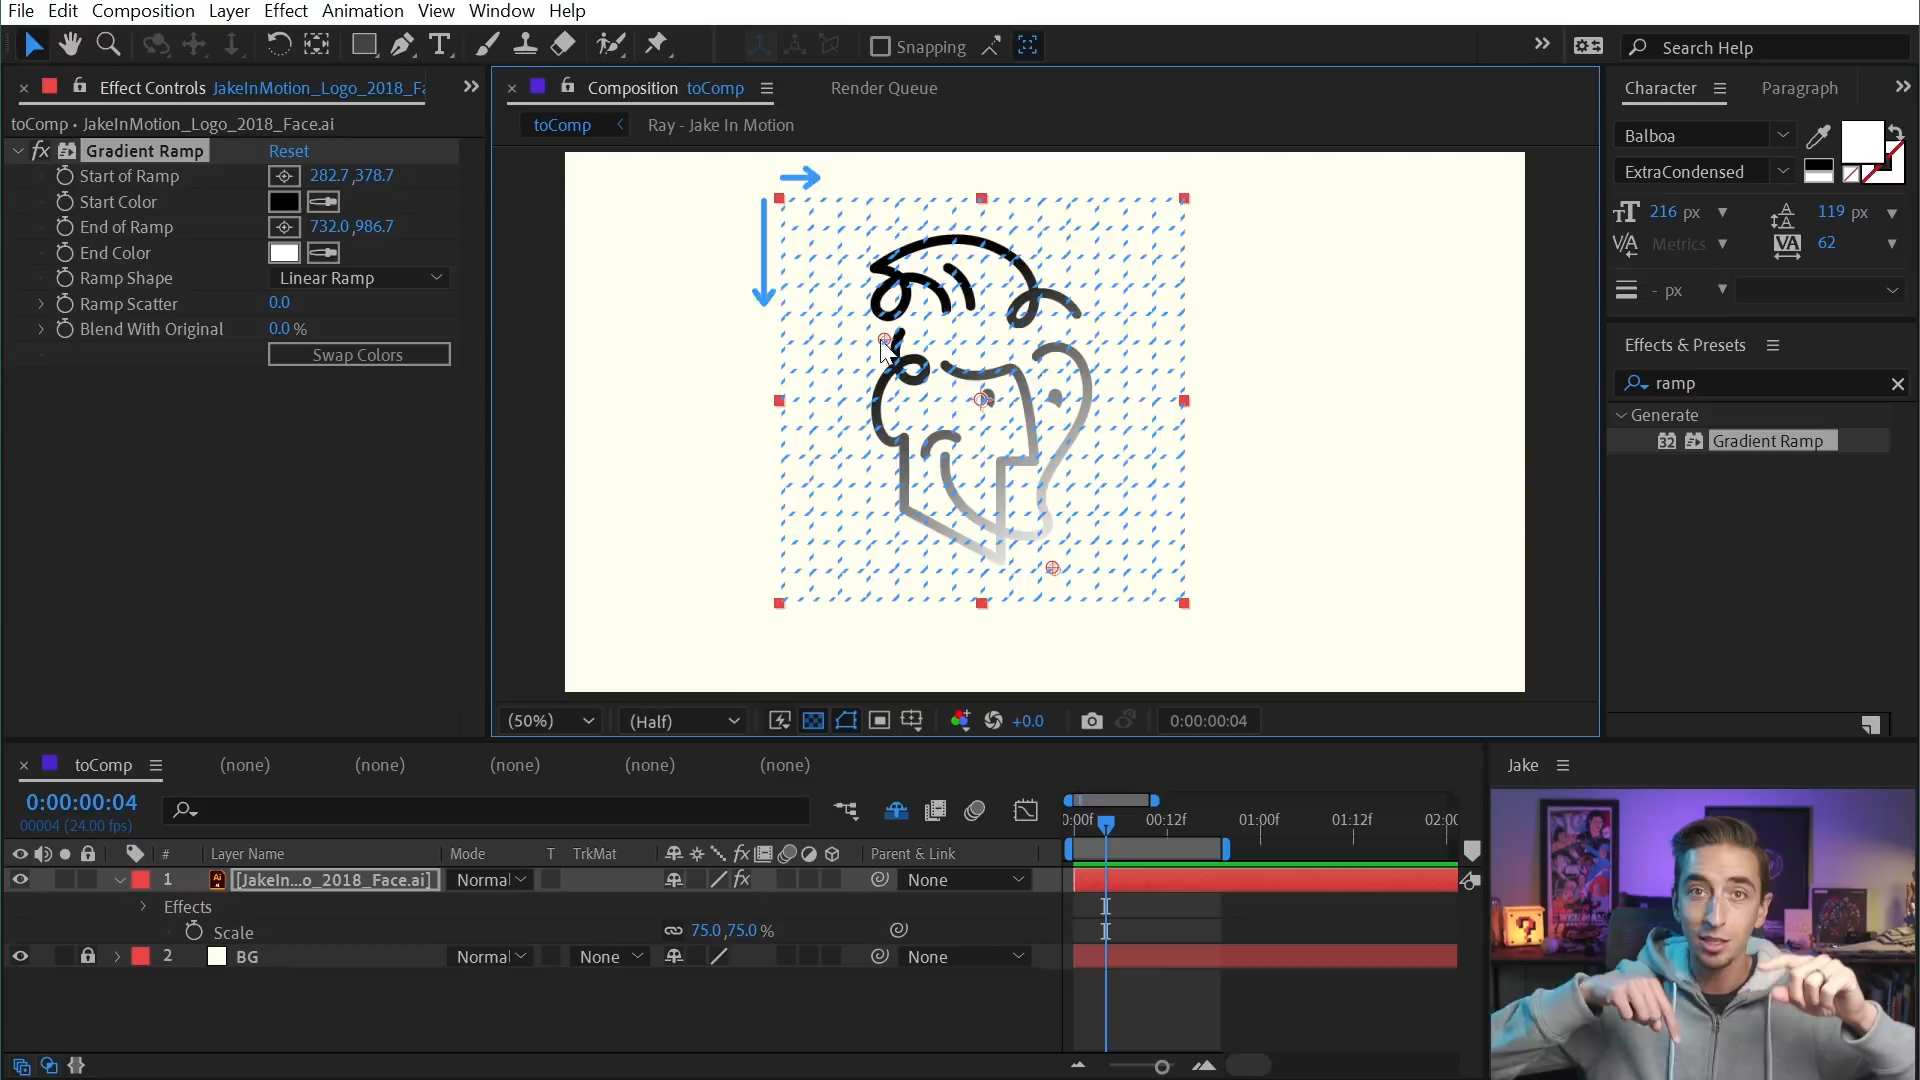 File Edit Composition Layer Effect Animation View Window Help
Snapping
Search Help
Effect Controls JakeInMotion_Logo_2018_Fa
toComp • JakeInMotion_Logo_2018_Face.ai
fx Gradient Ramp Reset
Start of Ramp 282.7 ,378.7
Start Color
End of Ramp 732.0 ,986.7
End Color
Ramp Shape Linear Ramp
Ramp Scatter 0.0
Blend With Original 0.0 %
Swap Colors
Composition toComp Render Queue
toComp Ray - Jake In Motion
(50%) (Half) +0.0 0:00:00:04
Character Paragraph
Balboa
ExtraCondensed
216 px 119 px
Metrics 62
- px
Effects & Presets
ramp
Generate
32 Gradient Ramp
toComp (none) (none) (none) (none) (none)
0:00:00:04
00004 (24.00 fps)
0:00f 00:12f 01:00f 01:12f 02:00
# Layer Name Mode T TrkMat fx Parent & Link
1 Ai [JakeIn...o_2018_Face.ai] Normal fx None
Effects
Scale 75.0 ,75.0 %
2 BG Normal None None
Jake